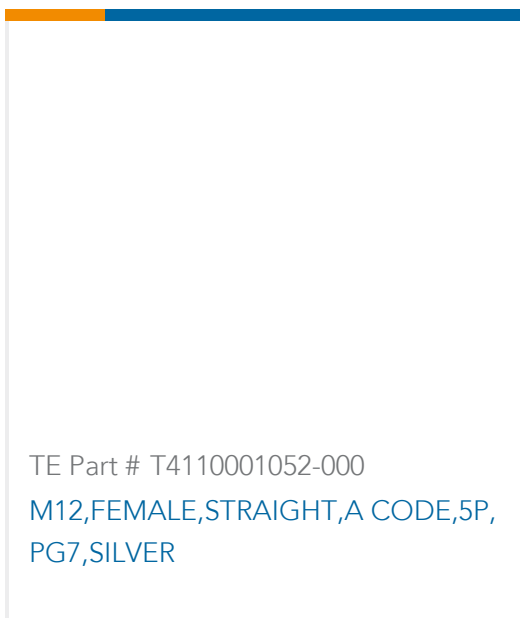 TE Part # T4110001052-000
M12,FEMALE,STRAIGHT,A CODE,5P,
PG7,SILVER